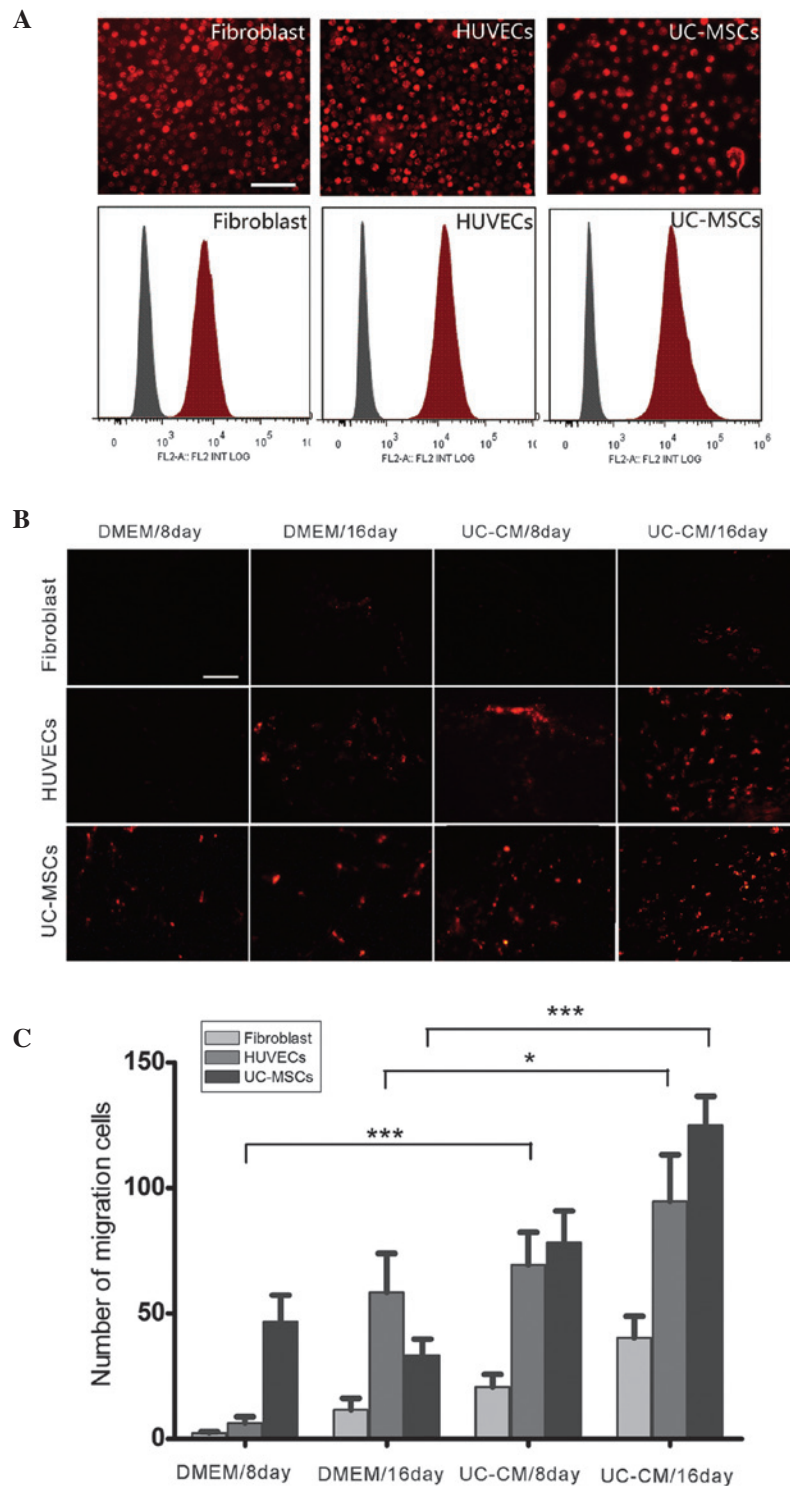 A
Fibroblast
HUVECs
UC-MSCs
Fibroblast
HUVECs
UC-MSCs
0 10³ 10⁴ 10⁵ 1(
0 10³ 10⁴ 10⁵ 1(
0 10³ 10⁴ 10⁵ 10⁶
FL2-A:: FL2 INT LOG
FL2-A:: FL2 INT LOG
FL2-A:: FL2 INT LOG
B
DMEM/8day
DMEM/16day
UC-CM/8day
UC-CM/16day
Fibroblast
HUVECs
UC-MSCs
C
Fibroblast
HUVECs
UC-MSCs
***
*
***
Number of migration cells
150
100
50
0
DMEM/8day
DMEM/16day
UC-CM/8day
UC-CM/16day